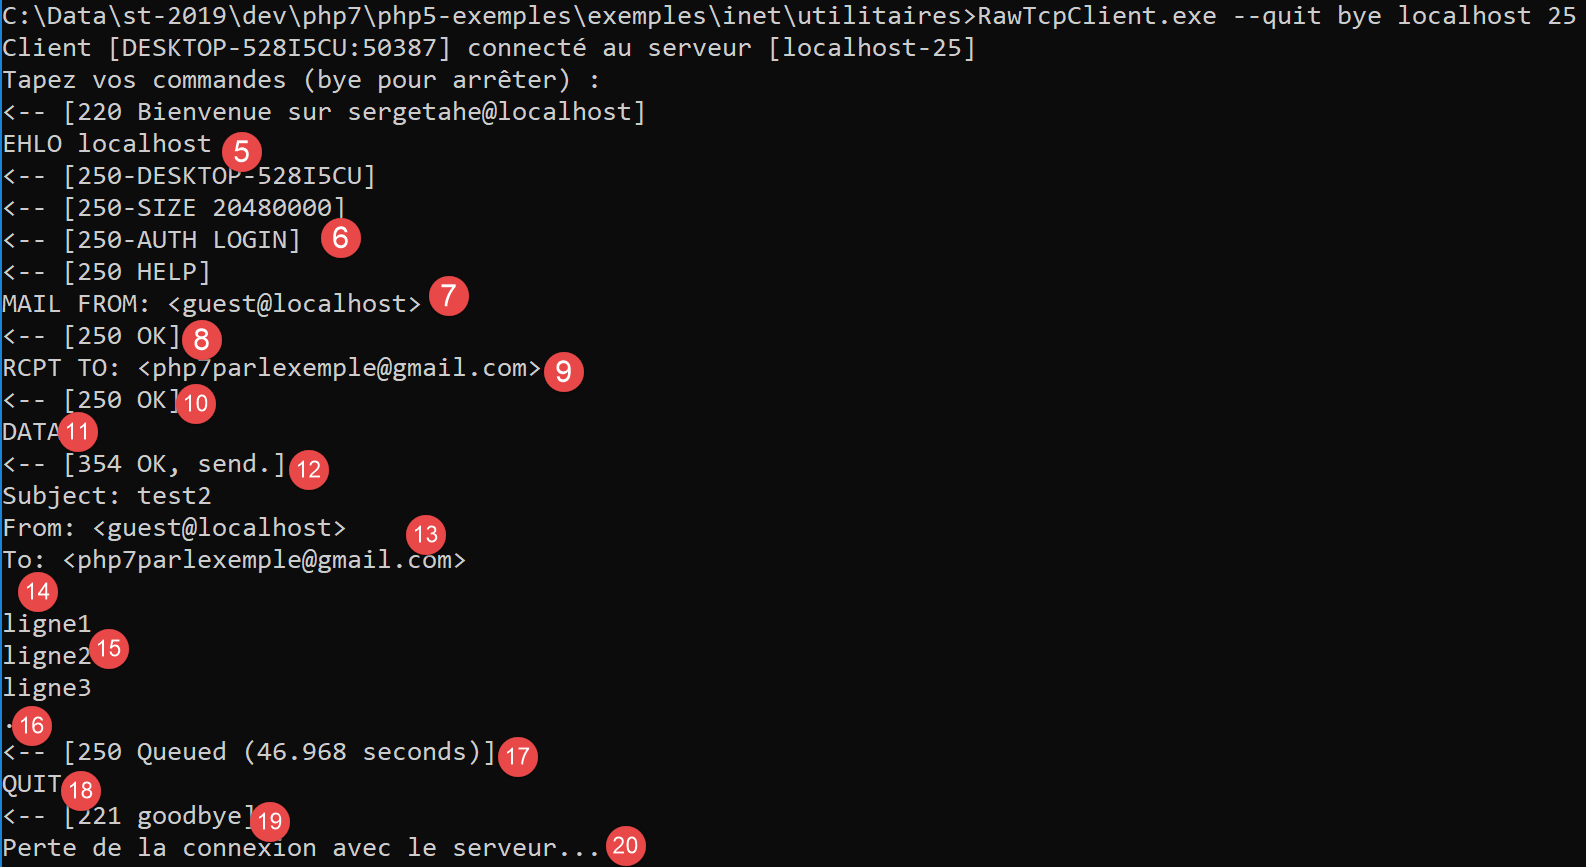 C:\Data\st-2019\dev\php7\php5-exemples\exemples\inet\utilitaires>RawTcpClient.exe --quit bye localhost 25
Client [DESKTOP-528I5CU:50387] connecté au serveur [localhost-25]
Tapez vos commandes (bye pour arrêter) :
<-- [220 Bienvenue sur sergetahe@localhost]
EHLO localhost 5
<-- [250-DESKTOP-528I5CU]
<-- [250-SIZE 20480000]
<-- [250-AUTH LOGIN] 6
<-- [250 HELP]
MAIL FROM: <guest@localhost> 7
<-- [250 OK] 8
RCPT TO: <php7parlexemple@gmail.com> 9
<-- [250 OK] 10
DATA 11
<-- [354 OK, send.] 12
Subject: test2
From: <guest@localhost> 13
To: <php7parlexemple@gmail.com>
14
ligne1
ligne2 15
ligne3
. 16
<-- [250 Queued (46.968 seconds)] 17
QUIT 18
<-- [221 goodbye] 19
Perte de la connexion avec le serveur... 20